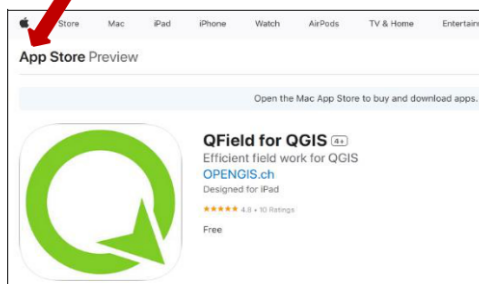 Store Mac iPad iPhone Watch AirPods TV & Home Entertain
App Store Preview
Open the Mac App Store to buy and download apps.
QField for QGIS 4+
Efficient field work for QGIS
OPENGIS.ch
Designed for iPad
★★★★★ 4.8 • 10 Ratings
Free